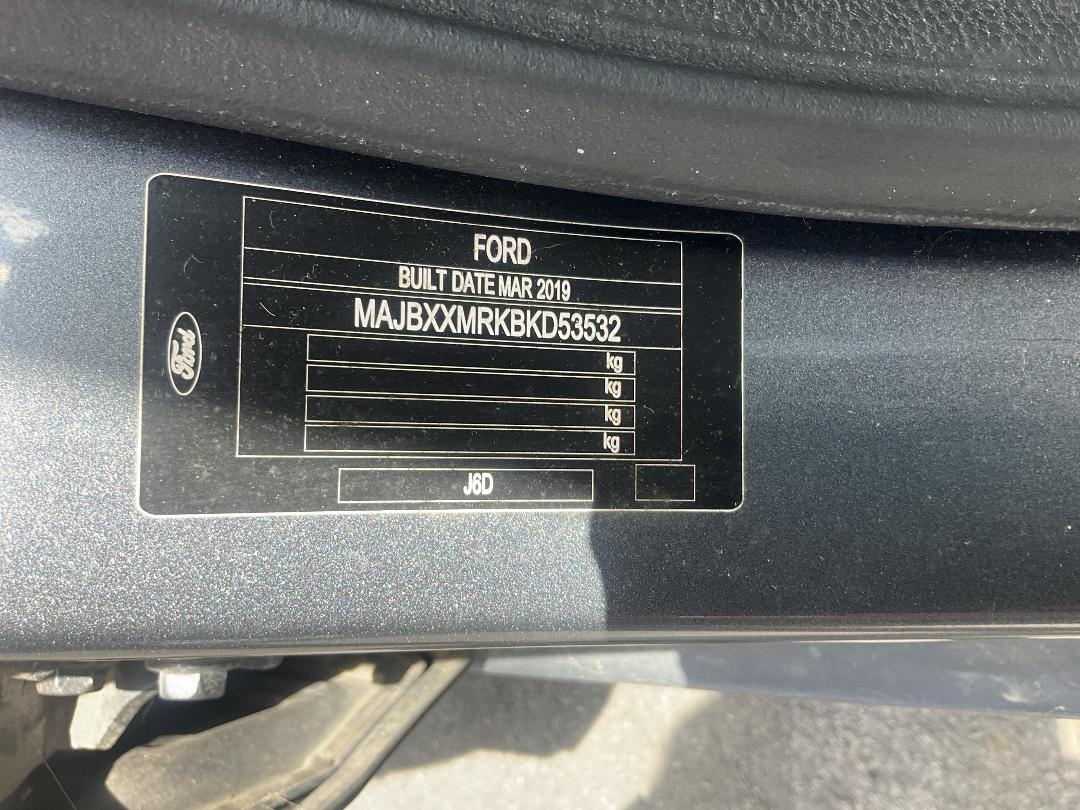 FORD
BUILT DATE MAR 2019
MAJBXXMRKBKD53532
Ford
kg
kg
kg
kg
J6D